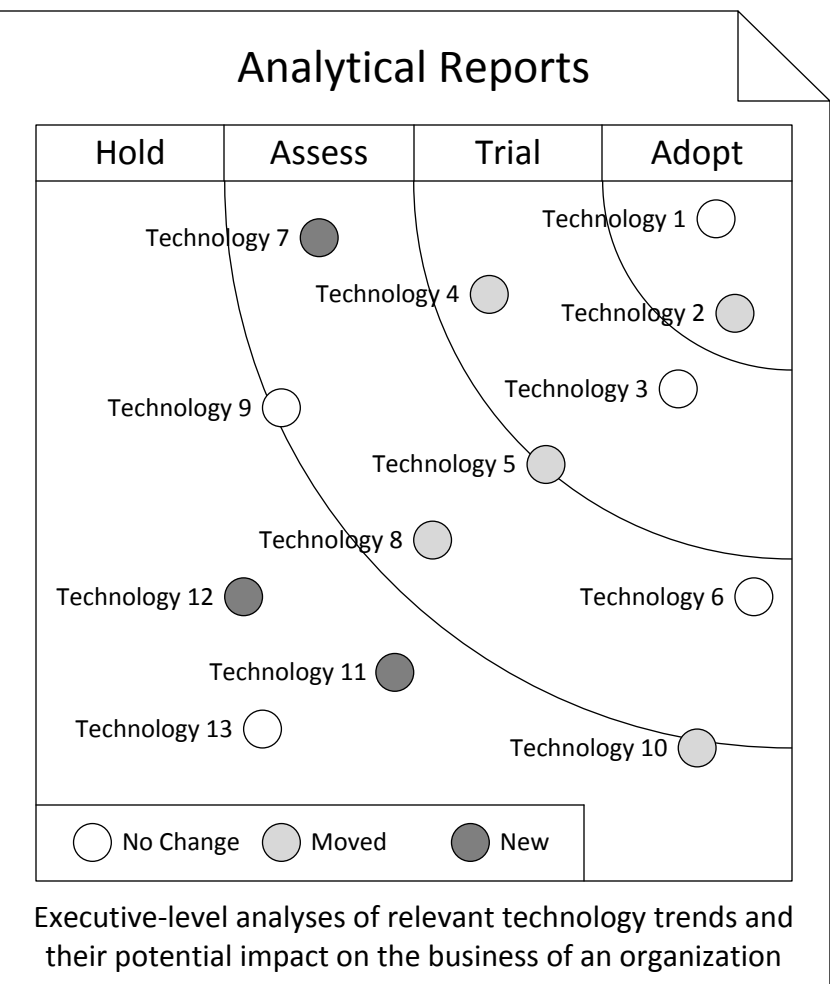 Analytical Reports
Hold Assess Trial Adopt
Technology 1
Technology 7
Technology 4
Technology 2
Technology 3
Technology 9
Technology 5
Technology 8
Technology 12
Technology 6
Technology 11
Technology 13
Technology 10
No Change Moved New
Executive-level analyses of relevant technology trends and
their potential impact on the business of an organization